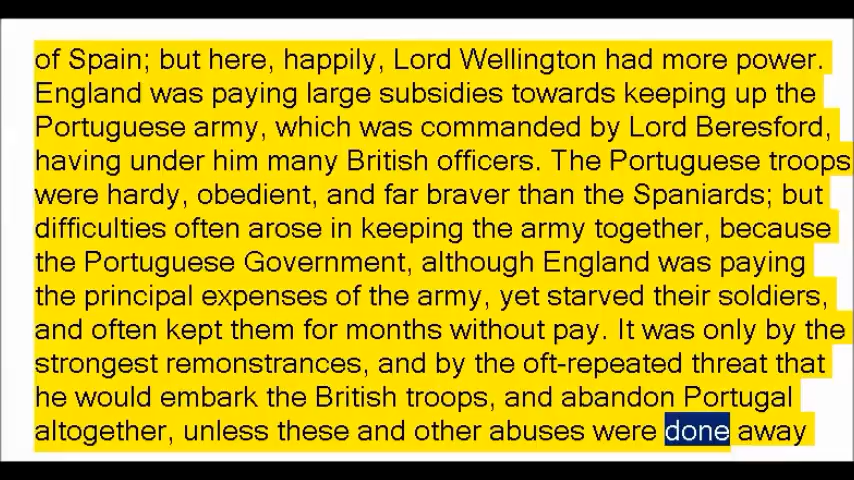 of Spain; but here, happily, Lord Wellington had more power.
England was paying large subsidies towards keeping up the
Portuguese army, which was commanded by Lord Beresford,
having under him many British officers. The Portuguese troops
were hardy, obedient, and far braver than the Spaniards; but
difficulties often arose in keeping the army together, because
the Portuguese Government, although England was paying
the principal expenses of the army, yet starved their soldiers,
and often kept them for months without pay. It was only by the
strongest remonstrances, and by the oft-repeated threat that
he would embark the British troops, and abandon Portugal
altogether, unless these and other abuses were done away